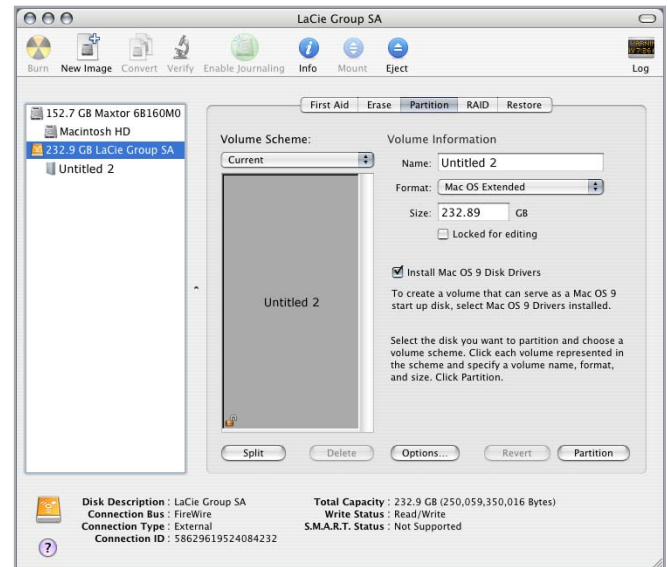 LaCie Group SA
Burn New Image Convert Verify Enable Journaling Info Mount Eject Log
152.7 GB Maxtor 6B160M0
Macintosh HD
232.9 GB LaCie Group SA
Untitled 2
First Aid Erase Partition RAID Restore
Volume Scheme:
Current
Untitled 2
Volume Information
Name: Untitled 2
Format: Mac OS Extended
Size: 232.89 GB
Locked for editing
Install Mac OS 9 Disk Drivers
To create a volume that can serve as a Mac OS 9
start up disk, select Mac OS 9 Drivers installed.
Select the disk you want to partition and choose a
volume scheme. Click each volume represented in
the scheme and specify a volume name, format,
and size. Click Partition.
Split Delete Options... Revert Partition
Disk Description : LaCie Group SA
Connection Bus : FireWire
Connection Type : External
Connection ID : 58629619524084232
Total Capacity : 232.9 GB (250,059,350,016 Bytes)
Write Status : Read/Write
S.M.A.R.T. Status : Not Supported
?